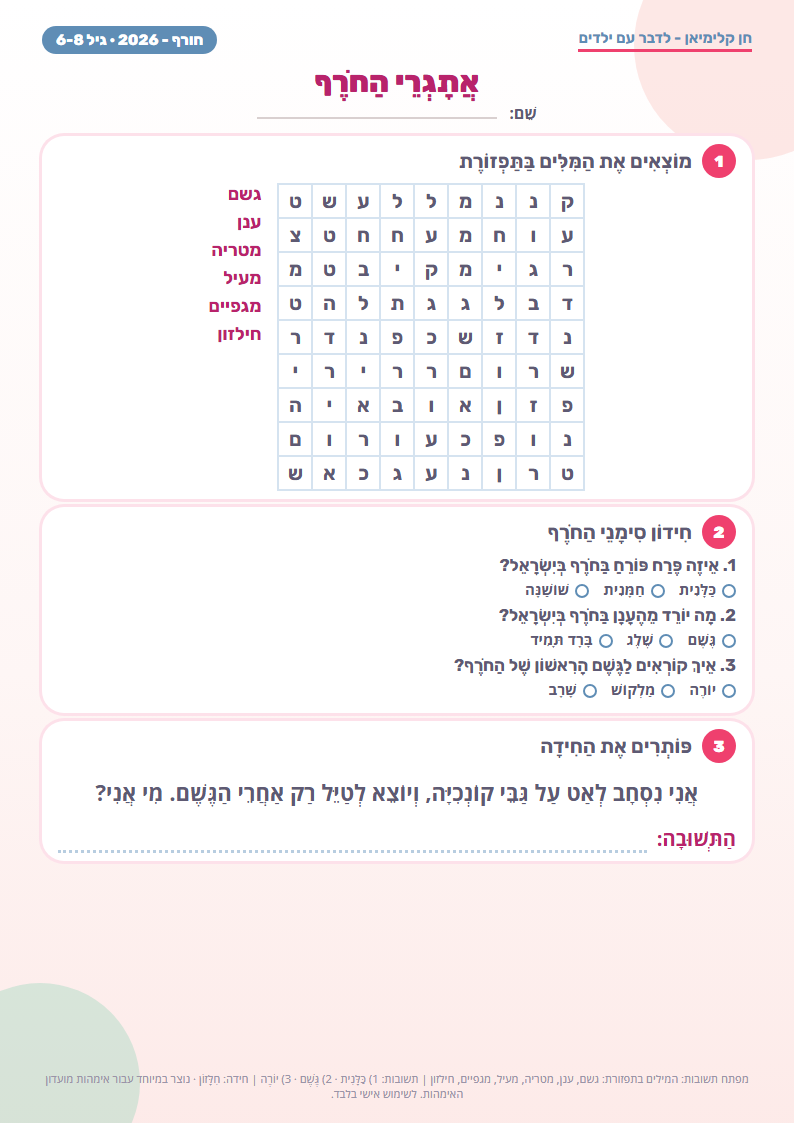 חן קלימיאן - לדבר עם ילדים
חורף - 2026 • גיל 6-8
אֶתְגְּרֵי הַחֹרֶף
שֵׁם:
1
מוֹצְאִים אֶת הַמִּלִּים בַּתַּפְזוֹרֶת
ק נ נ מ ל ל ע ש ט
ע ו ח מ ע ח ח ט צ
ר ג י מ ק י ב ט מ
ד ב ל ג ג ת ל ה ט
נ ד ז ש כ פ נ ד ר
ש ר ו ם ר ר י ר י
פ ז ן א ו ב א י ה
נ ו פ כ ע ו ר ו ם
ט ר ן נ ע ג כ א ש
גשם
ענן
מטריה
מעיל
מגפיים
חילזון
2
חִידוֹן סִימָנֵי הַחֹרֶף
1. אֵיזֶה פֶּרַח פּוֹרֵחַ בַּחֹרֶף בְּיִשְׂרָאֵל?
כַּלָּנִית חַמָּנִית שׁוֹשַׁנָּה
2. מָה יוֹרֵד מֵהֶעָנָן בַּחֹרֶף בְּיִשְׂרָאֵל?
גֶּשֶׁם שֶׁלֶג בָּרָד תָּמִיד
3. אֵיךְ קוֹרְאִים לַגֶּשֶׁם הָרִאשׁוֹן שֶׁל הַחֹרֶף?
יוֹרֶה מַלְקוֹשׁ שָׁרָב
3
פּוֹתְרִים אֶת הַחִידָה
אֲנִי נִסְחָב לְאַט עַל גַּבִּי קוֹנְכִיָּה, וְיוֹצֵא לְטַיֵּל רַק אַחֲרֵי הַגֶּשֶׁם. מִי אֲנִי?
הַתְּשׁוּבָה:
מפתח תשובות: המילים בתפזורת: גשם, ענן, מטריה, מעיל, מגפיים, חילזון | תשובות: 1) כַּלָּנִית · 2) גֶּשֶׁם · 3) יוֹרֶה | חידה: חִלָּזוֹן · נוצר במיוחד עבור אימהות מועדון
האימהות. לשימוש אישי בלבד.